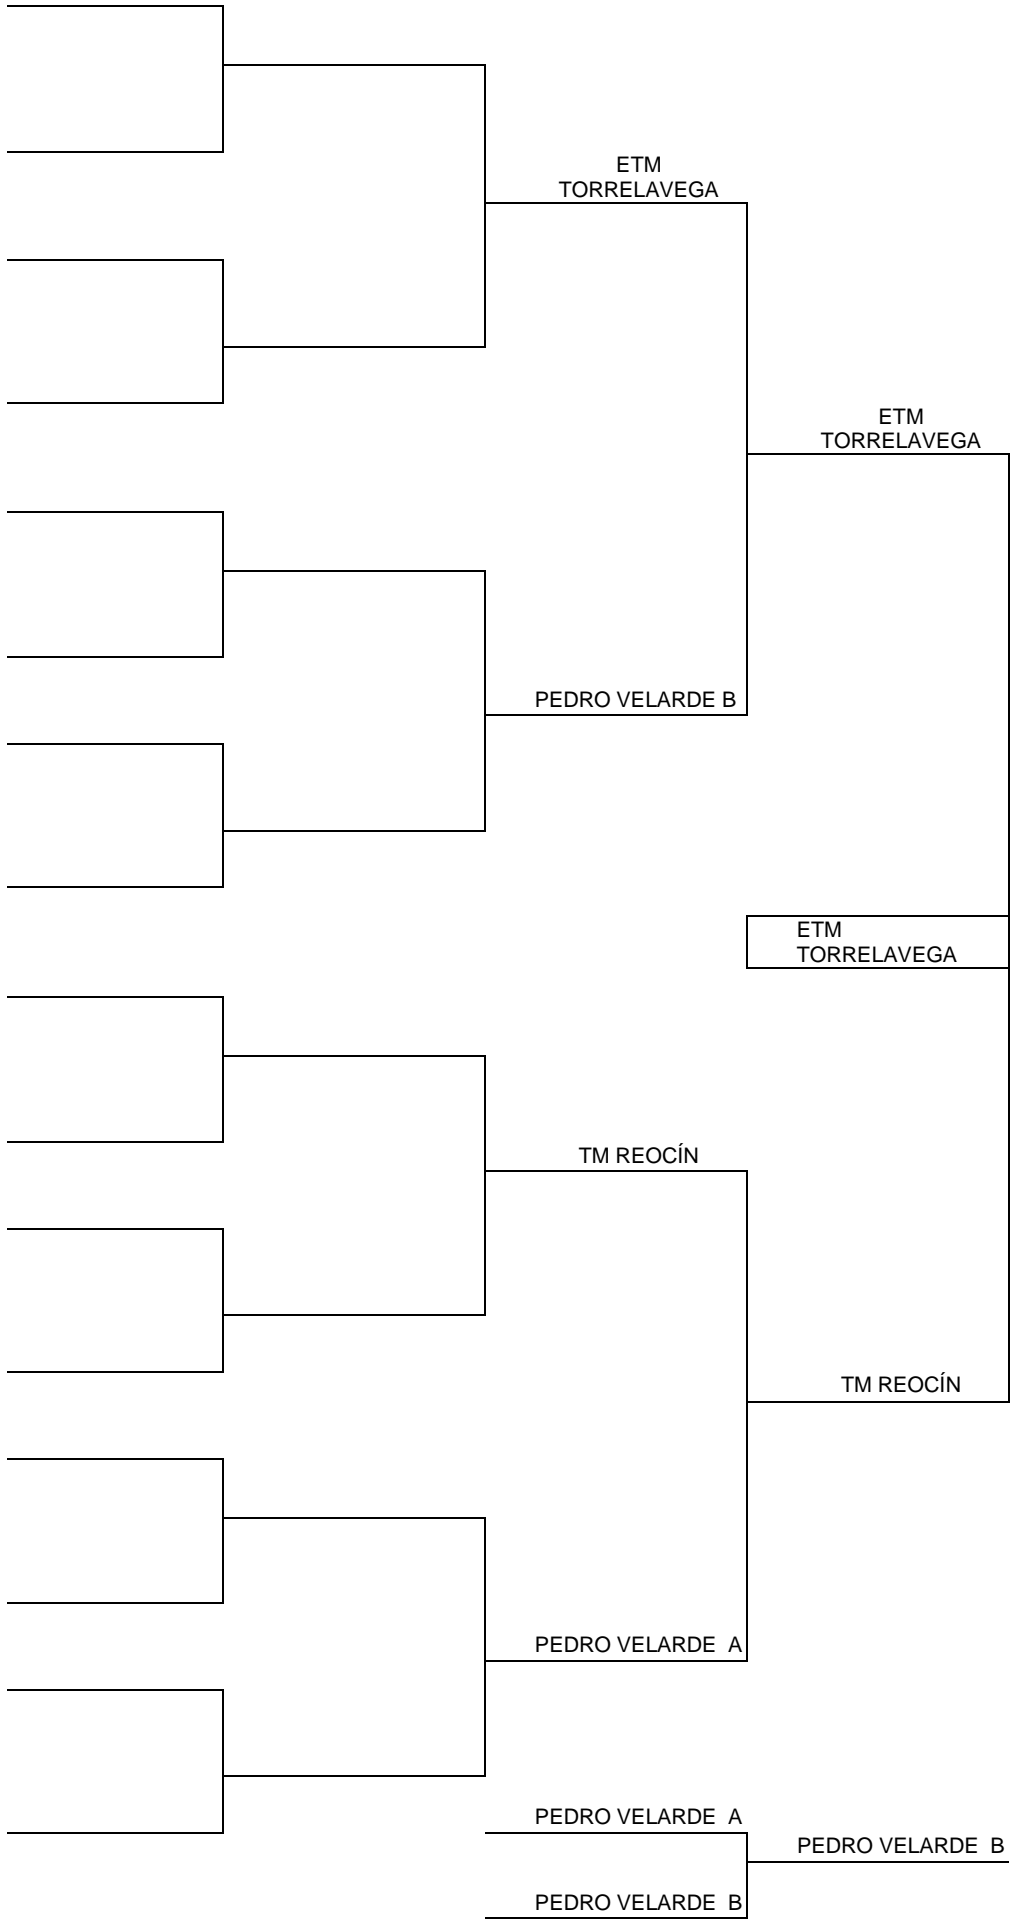 ETM
TORRELAVEGA
ETM
TORRELAVEGA
PEDRO VELARDE B
ETM
TORRELAVEGA
TM REOCÍN
TM REOCÍN
PEDRO VELARDE A
PEDRO VELARDE A
PEDRO VELARDE B
PEDRO VELARDE B